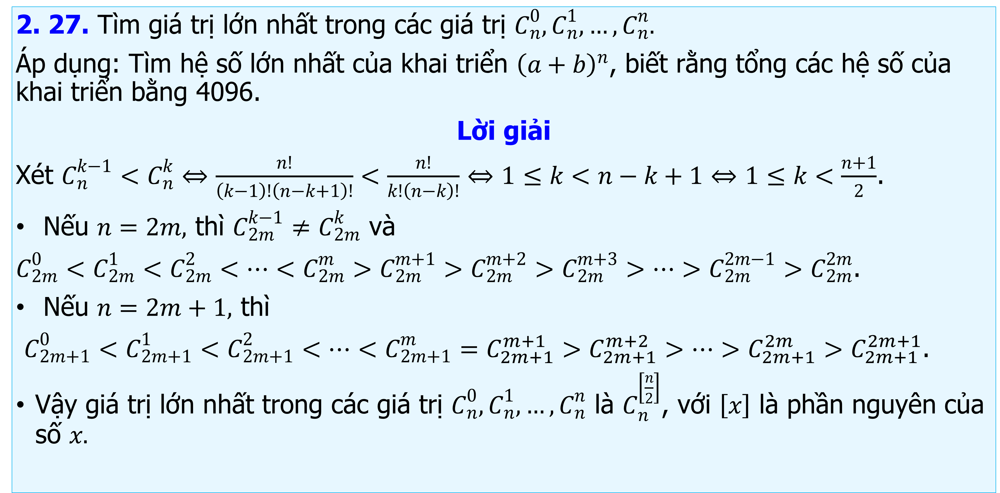 2. 27. Tìm giá trị lớn nhất trong các giá trị $C_n^0, C_n^1, \ldots, C_n^n$.
Áp dụng: Tìm hệ số lớn nhất của khai triển $(a + b)^n$, biết rằng tổng các hệ số của
khai triển bằng 4096.
Lời giải
Xét $C_n^{k-1} < C_n^k \Leftrightarrow \frac{n!}{(k-1)!(n-k+1)!} < \frac{n!}{k!(n-k)!} \Leftrightarrow 1 \leq k < n - k + 1 \Leftrightarrow 1 \leq k < \frac{n+1}{2}$.
• Nếu $n = 2m$, thì $C_{2m}^{k-1} \neq C_{2m}^k$ và
$C_{2m}^0 < C_{2m}^1 < C_{2m}^2 < \cdots < C_{2m}^m > C_{2m}^{m+1} > C_{2m}^{m+2} > C_{2m}^{m+3} > \cdots > C_{2m}^{2m-1} > C_{2m}^{2m}$.
• Nếu $n = 2m + 1$, thì
$C_{2m+1}^0 < C_{2m+1}^1 < C_{2m+1}^2 < \cdots < C_{2m+1}^m = C_{2m+1}^{m+1} > C_{2m+1}^{m+2} > \cdots > C_{2m+1}^{2m} > C_{2m+1}^{2m+1}$.
• Vậy giá trị lớn nhất trong các giá trị $C_n^0, C_n^1, \ldots, C_n^n$ là $C_n^{\left[\frac{n}{2}\right]}$, với $[x]$ là phần nguyên của
số $x$.